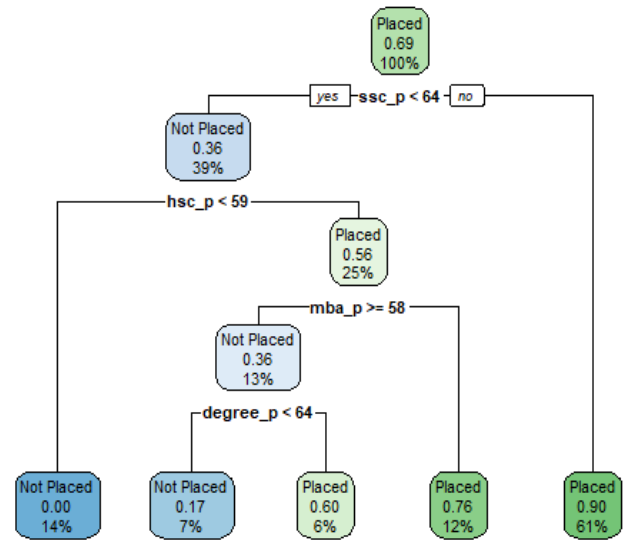 Placed
0.69
100%
yes ssc_p < 64 no
Not Placed
0.36
39%
hsc_p < 59
Placed
0.56
25%
mba_p >= 58
Not Placed
0.36
13%
degree_p < 64
Not Placed
0.00
14%
Not Placed
0.17
7%
Placed
0.60
6%
Placed
0.76
12%
Placed
0.90
61%